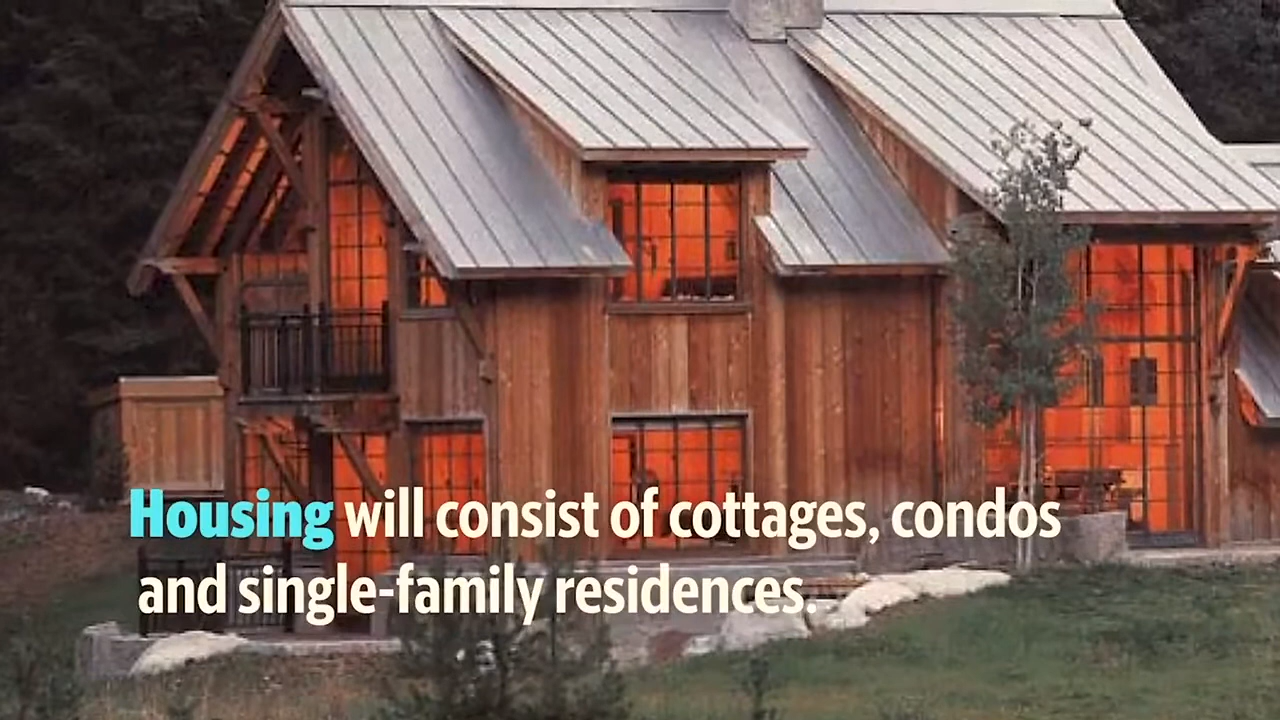 Housing will consist of cottages, condos
and single-family residences.